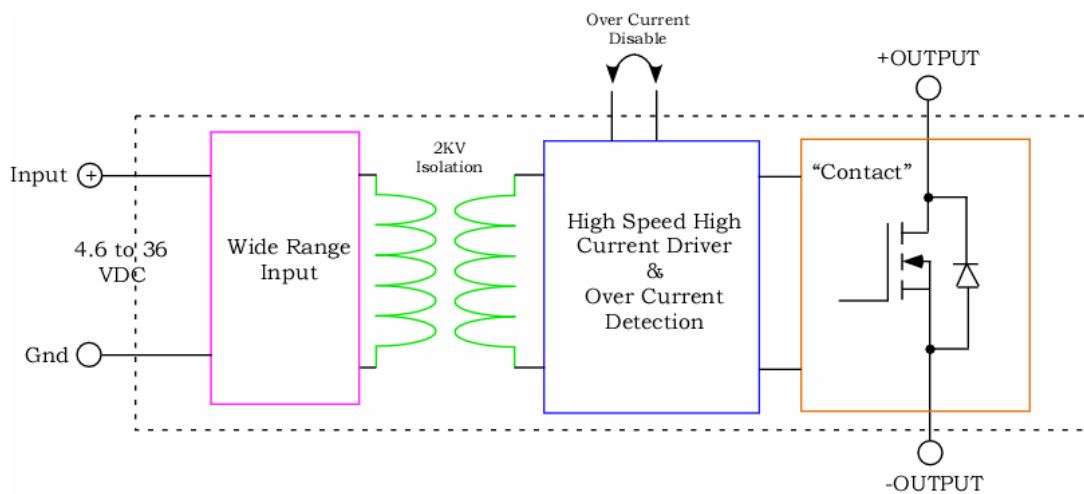 Over Current
Disable
+OUTPUT
2KV
Isolation
"Contact"
Input
+
4.6 to 36
VDC
Wide Range
Input
High Speed High
Current Driver
&
Over Current
Detection
Gnd
-OUTPUT